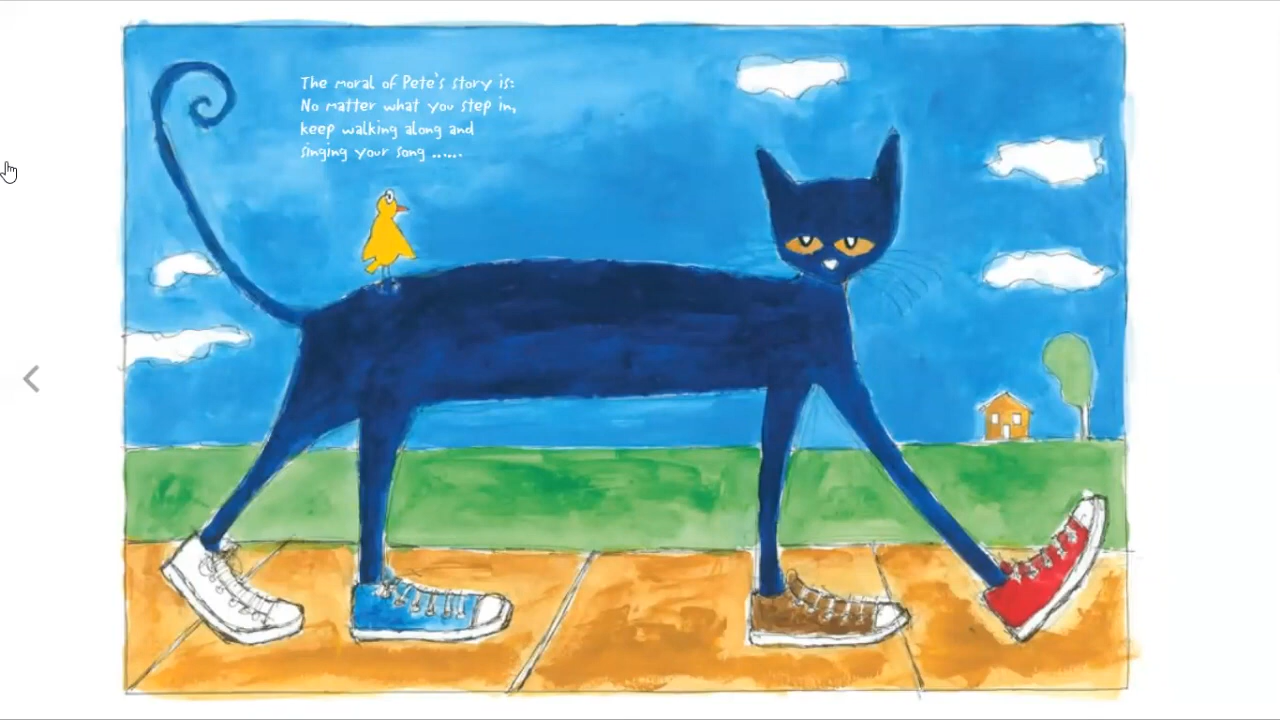 The moral of Pete's story is:
No matter what you step in,
keep walking along and
singing your song ......